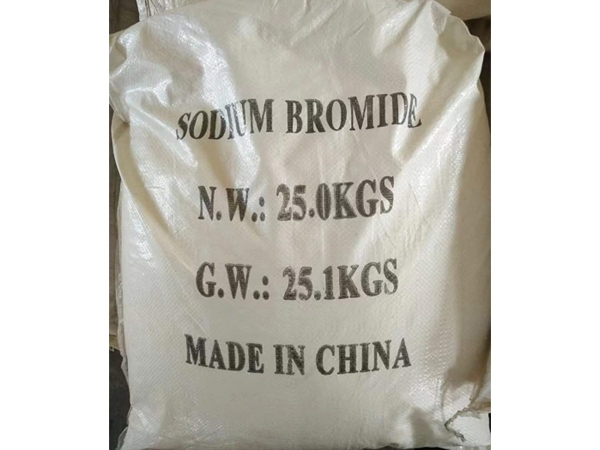 SODIUM BROMIDE
N.W.: 25.0KGS
G.W.: 25.1KGS
MADE IN CHINA